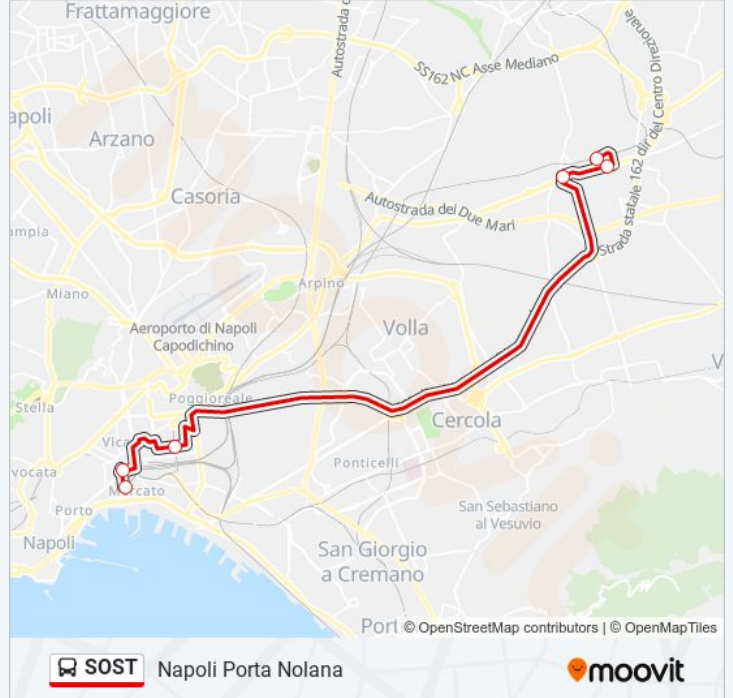 Frattamaggiore
Autostrada d
SS162 NC Asse Mediano
Strada statale 162 dir del Centro Direzionale
apoli
Arzano
Casoria
Autostrada dei Due Mari
ampia
Miano
Arpino
Aeroporto di Napoli
Capodichino
Volla
V
Stella
Poggioreale
Cercola
Vica
vocata
Ponticelli
Mercato
Porto
San Sebastiano
al Vesuvio
Napoli
San Giorgio
a Cremano
Port
© OpenStreetMap contributors | © OpenMapTiles
SOST
Napoli Porta Nolana
moovit